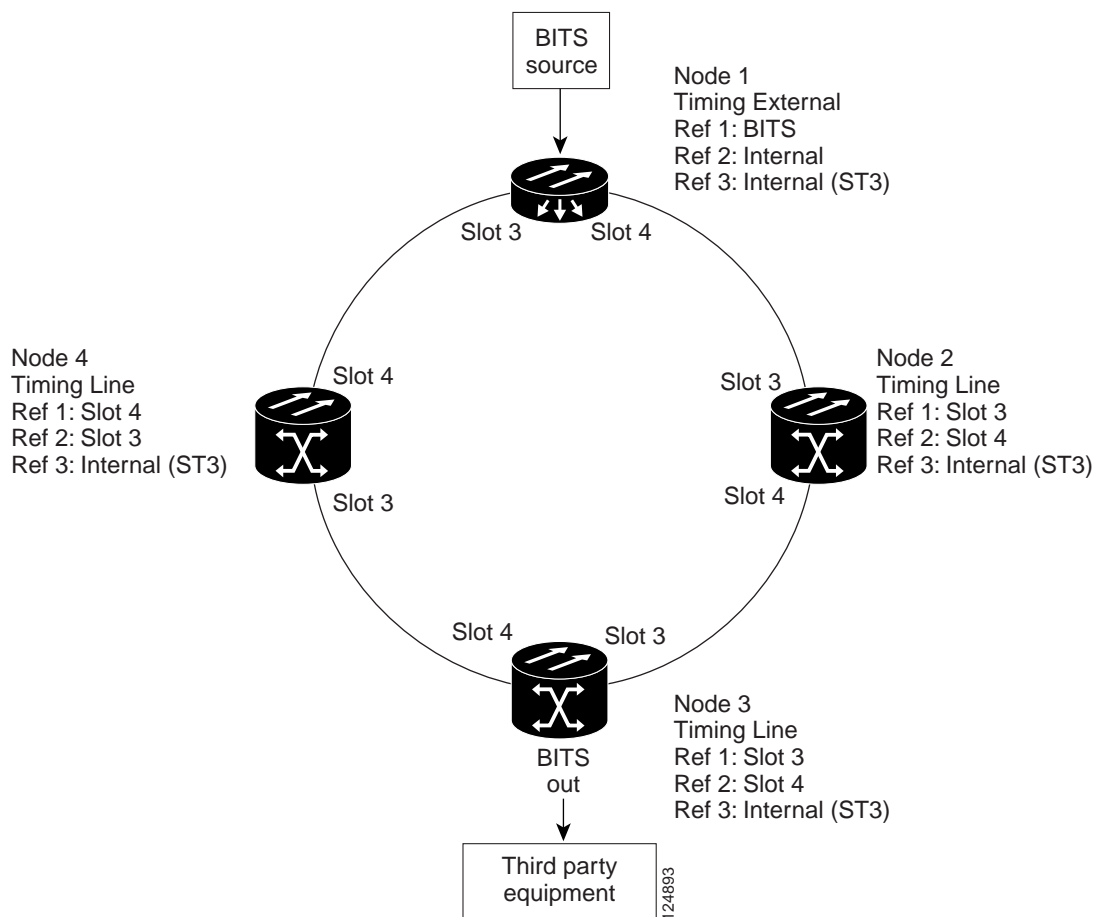 BITS
source
Node 1
Timing External
Ref 1: BITS
Ref 2: Internal
Ref 3: Internal (ST3)
Slot 3
Slot 4
Node 4
Timing Line
Ref 1: Slot 4
Ref 2: Slot 3
Ref 3: Internal (ST3)
Slot 4
Slot 3
Slot 3
Slot 4
Node 2
Timing Line
Ref 1: Slot 3
Ref 2: Slot 4
Ref 3: Internal (ST3)
Slot 4
Slot 3
BITS
out
Node 3
Timing Line
Ref 1: Slot 3
Ref 2: Slot 4
Ref 3: Internal (ST3)
Third party
equipment
124893